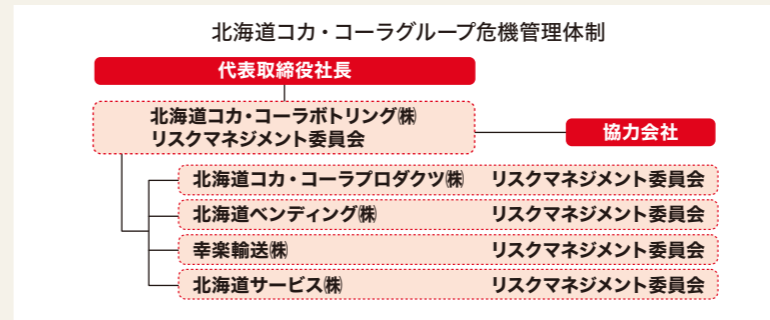 北海道コカ・コーラグループ危機管理体制
代表取締役社長
北海道コカ・コーラボトリング㈱
リスクマネジメント委員会
協力会社
北海道コカ・コーラプロダクツ㈱ リスクマネジメント委員会
北海道ベンディング㈱ リスクマネジメント委員会
幸楽輸送㈱ リスクマネジメント委員会
北海道サービス㈱ リスクマネジメント委員会